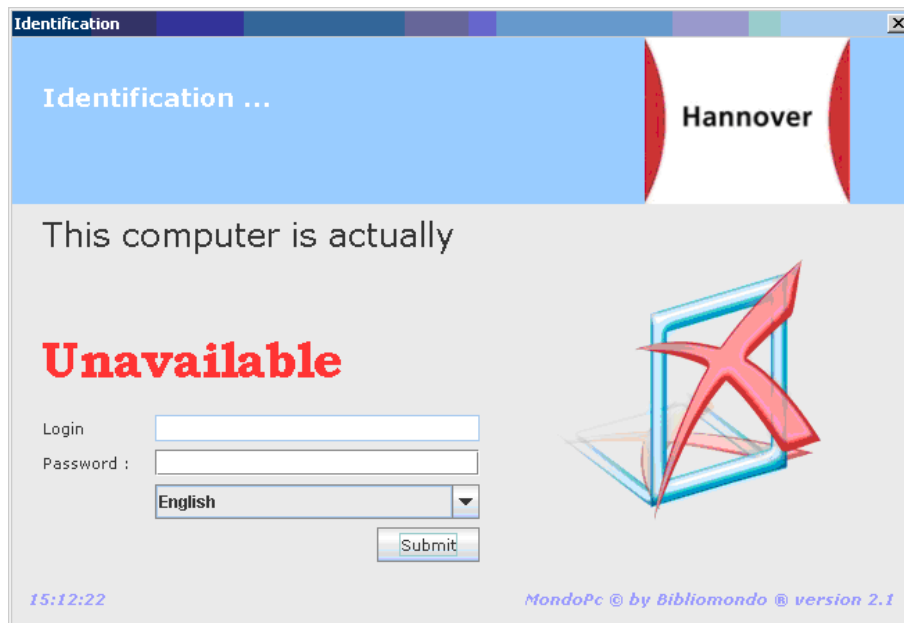 Identification
Identification ...
Hannover
This computer is actually
Unavailable
Login
Password :
English
Submit
15:12:22
MondoPc © by Bibliomondo ® version 2.1